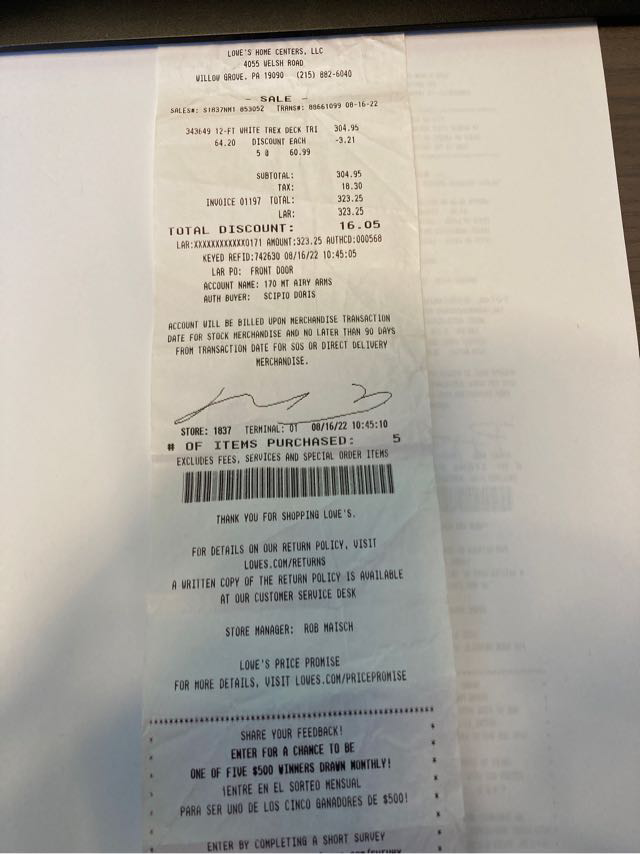 LOWE'S HOME CENTERS, LLC
4055 WELSH ROAD
WILLOW GROVE, PA 19090 (215) 882-6040
- SALE -
SALES#: S1837NM1 853052 TRANS#: 88661099 08-16-22
343649 12-FT WHITE TREX DECK TRI 304.95
64.20 DISCOUNT EACH -3.21
5 @ 60.99
SUBTOTAL: 304.95
TAX: 18.30
INVOICE 01197 TOTAL: 323.25
LAR: 323.25
TOTAL DISCOUNT: 16.05
LAR:XXXXXXXXXXXX0171 AMOUNT:323.25 AUTHCD:000568
KEYED REFID:742630 08/16/22 10:45:05
LAR PO: FRONT DOOR
ACCOUNT NAME: 170 MT AIRY ARMS
AUTH BUYER: SCIPIO DORIS
ACCOUNT WILL BE BILLED UPON MERCHANDISE TRANSACTION
DATE FOR STOCK MERCHANDISE AND NO LATER THAN 90 DAYS
FROM TRANSACTION DATE FOR SOS OR DIRECT DELIVERY
MERCHANDISE.
STORE: 1837 TERMINAL: 01 08/16/22 10:45:10
# OF ITEMS PURCHASED: 5
EXCLUDES FEES, SERVICES AND SPECIAL ORDER ITEMS
THANK YOU FOR SHOPPING LOWE'S.
FOR DETAILS ON OUR RETURN POLICY, VISIT
LOWES.COM/RETURNS
A WRITTEN COPY OF THE RETURN POLICY IS AVAILABLE
AT OUR CUSTOMER SERVICE DESK
STORE MANAGER: ROB MAISCH
LOWE'S PRICE PROMISE
FOR MORE DETAILS, VISIT LOWES.COM/PRICEPROMISE
SHARE YOUR FEEDBACK!
ENTER FOR A CHANCE TO BE
ONE OF FIVE $500 WINNERS DRAWN MONTHLY!
¡ENTRE EN EL SORTEO MENSUAL
PARA SER UNO DE LOS CINCO GANADORES DE $500!
ENTER BY COMPLETING A SHORT SURVEY